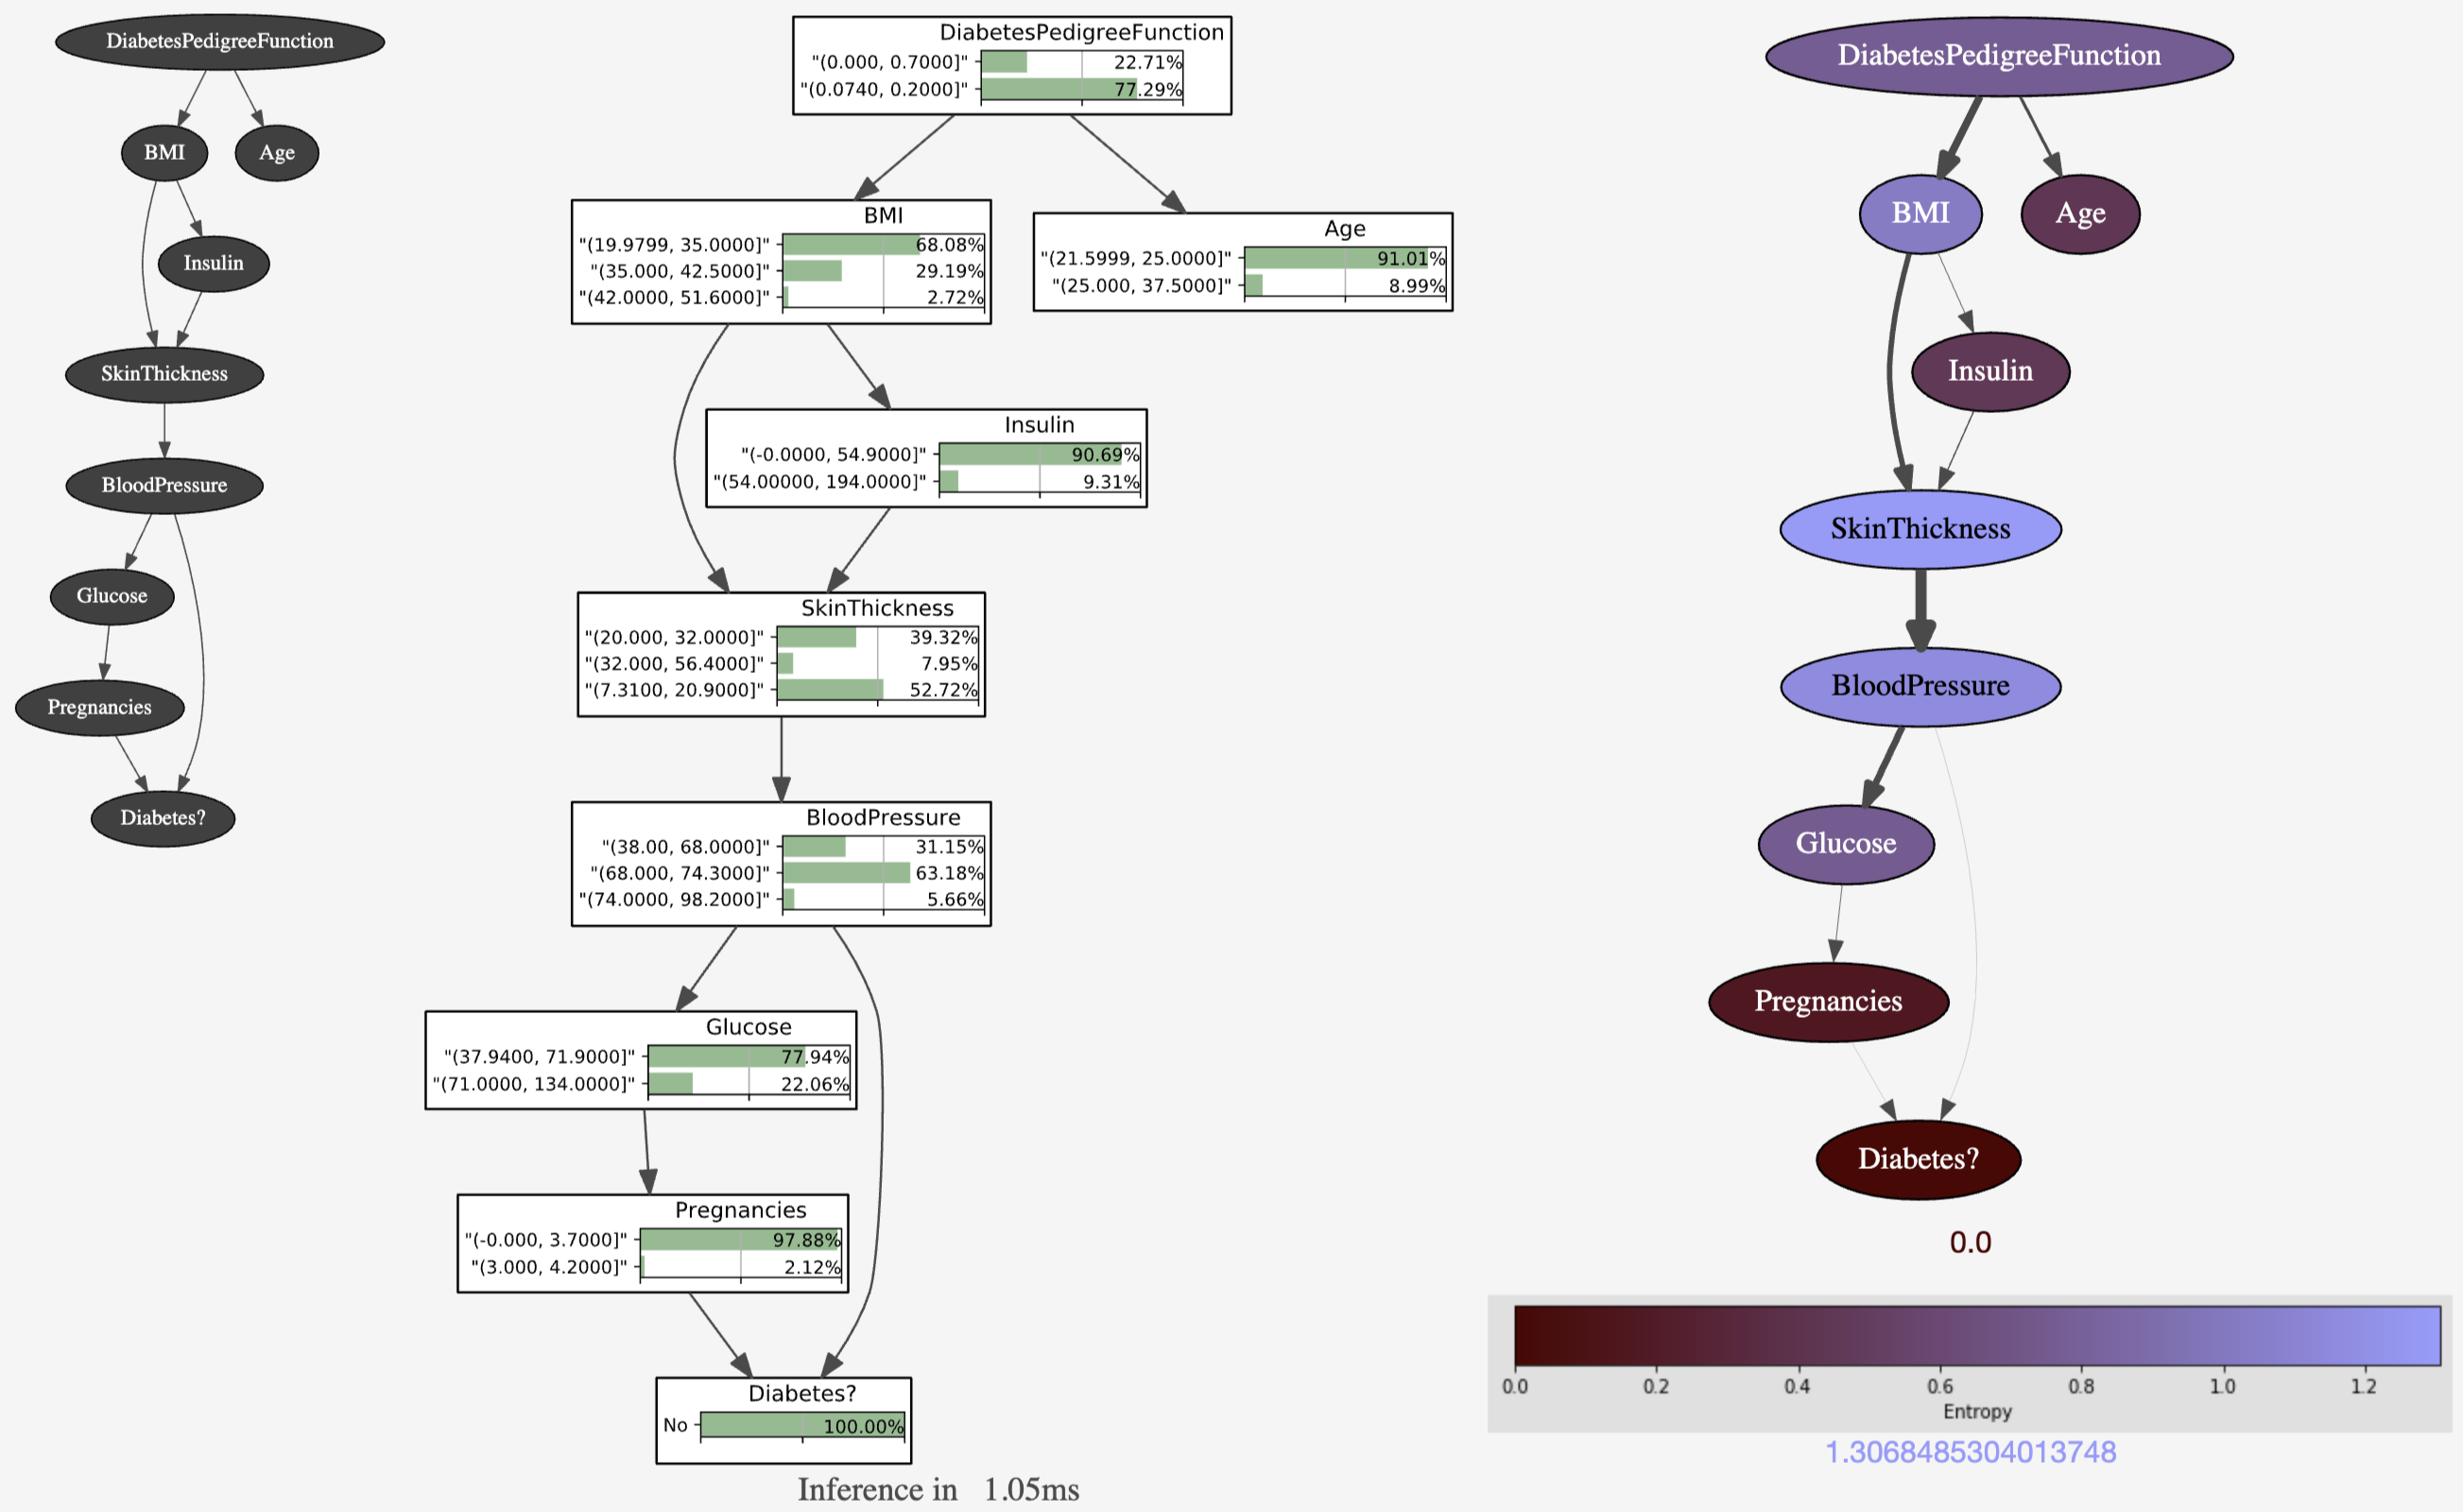 DiabetesPedigreeFunction
BMI
Age
Insulin
SkinThickness
BloodPressure
Glucose
Pregnancies
Diabetes?
DiabetesPedigreeFunction
"(0.000, 0.7000]" 22.71%
"(0.0740, 0.2000]" 77.29%
BMI
"(19.9799, 35.0000]" 68.08%
"(35.000, 42.5000]" 29.19%
"(42.0000, 51.6000]" 2.72%
Age
"(21.5999, 25.0000]" 91.01%
"(25.000, 37.5000]" 8.99%
Insulin
"(-0.0000, 54.9000]" 90.69%
"(54.00000, 194.0000]" 9.31%
SkinThickness
"(20.000, 32.0000]" 39.32%
"(32.000, 56.4000]" 7.95%
"(7.3100, 20.9000]" 52.72%
BloodPressure
"(38.00, 68.0000]" 31.15%
"(68.000, 74.3000]" 63.18%
"(74.0000, 98.2000]" 5.66%
Glucose
"(37.9400, 71.9000]" 77.94%
"(71.0000, 134.0000]" 22.06%
Pregnancies
"(-0.000, 3.7000]" 97.88%
"(3.000, 4.2000]" 2.12%
Diabetes?
No 100.00%
Inference in 1.05ms
DiabetesPedigreeFunction
BMI
Age
Insulin
SkinThickness
BloodPressure
Glucose
Pregnancies
Diabetes?
0.0
0.0 0.2 0.4 0.6 0.8 1.0 1.2
Entropy
1.3068485304013748